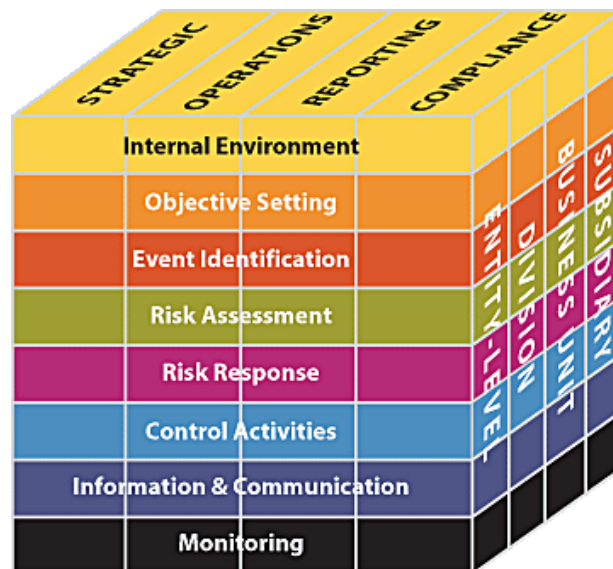 STRATEGIC
OPERATIONS
REPORTING
COMPLIANCE
Internal Environment
Objective Setting
Event Identification
Risk Assessment
Risk Response
Control Activities
Information & Communication
Monitoring
ENTITY-LEVEL
DIVISION
BUSINESS UNIT
SUBSIDIARY